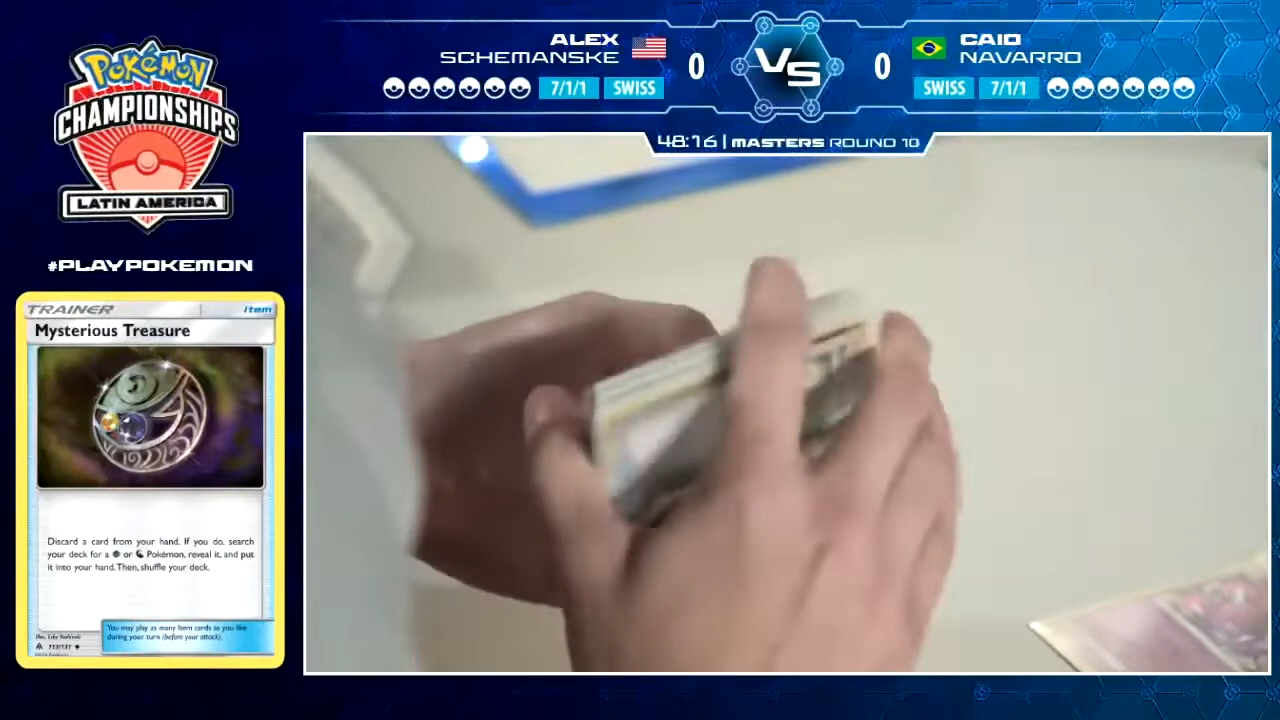 POKéMON
CHAMPIONSHIPS
LATIN AMERICA
#PLAYPOKEMON
ALEX
SCHEMANSKE
7/1/1
SWISS
0
VS
0
CAIO
NAVARRO
SWISS
7/1/1
48:16 | MASTERS ROUND 10
TRAINER
Item
Mysterious Treasure
Discard a card from your hand. If you do, search
your deck for a or Pokémon, reveal it, and put
it into your hand. Then, shuffle your deck.
You may play as many Item cards as you like
during your turn (before your attack).
113/131